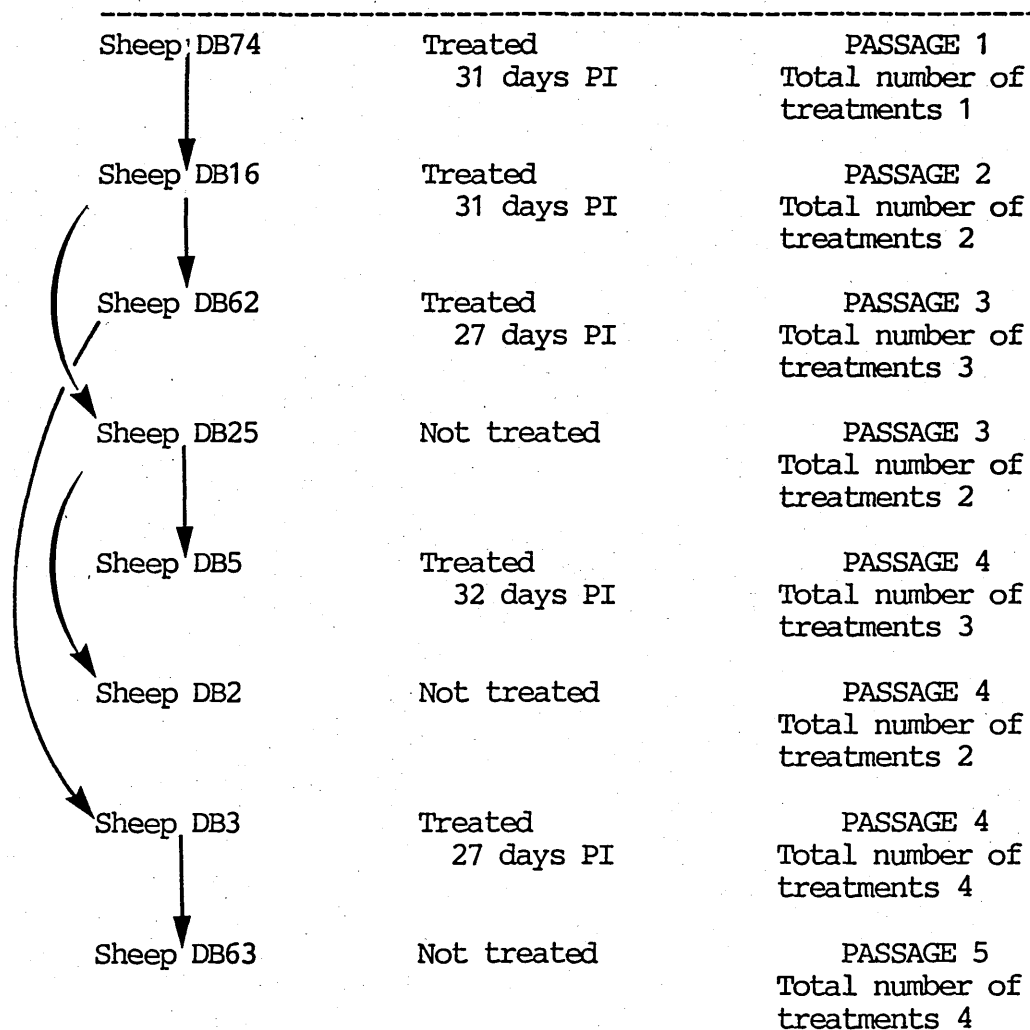 Sheep DB74 Treated PASSAGE 1
31 days PI Total number of
treatments 1
Sheep DB16 Treated PASSAGE 2
31 days PI Total number of
treatments 2
Sheep DB62 Treated PASSAGE 3
27 days PI Total number of
treatments 3
Sheep DB25 Not treated PASSAGE 3
Total number of
treatments 2
Sheep DB5 Treated PASSAGE 4
32 days PI Total number of
treatments 3
Sheep DB2 Not treated PASSAGE 4
Total number of
treatments 2
Sheep DB3 Treated PASSAGE 4
27 days PI Total number of
treatments 4
Sheep DB63 Not treated PASSAGE 5
Total number of
treatments 4